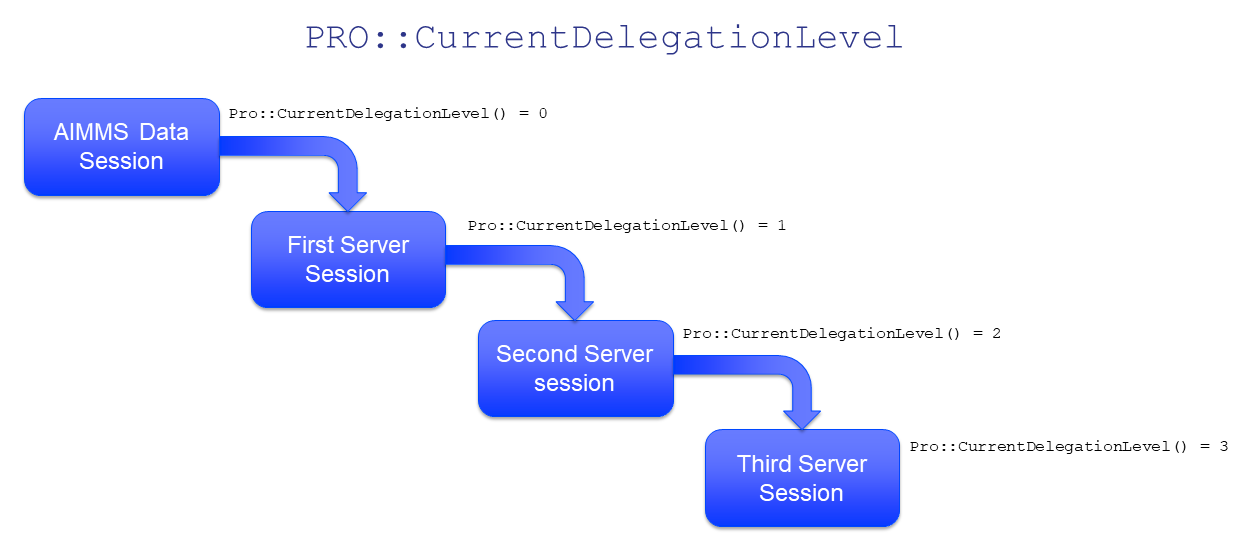 PRO::CurrentDelegationLevel
Pro::CurrentDelegationLevel() = 0
AIMMS Data
Session
Pro::CurrentDelegationLevel() = 1
First Server
Session
Pro::CurrentDelegationLevel() = 2
Second Server
session
Pro::CurrentDelegationLevel() = 3
Third Server
Session